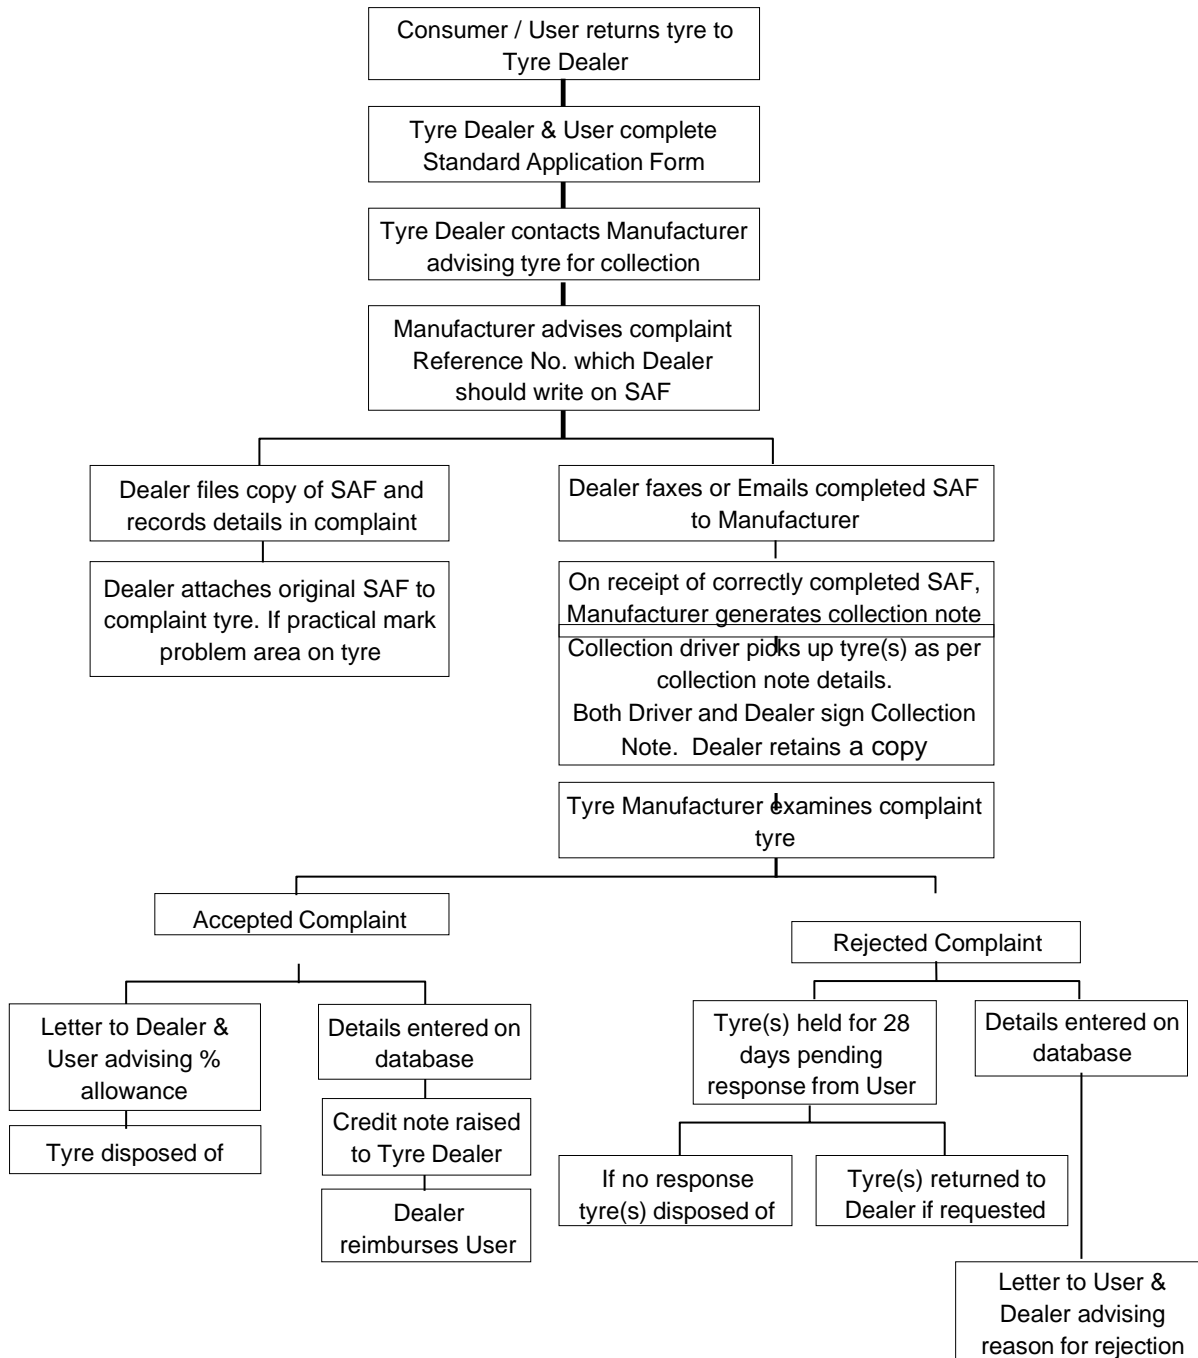 Consumer / User returns tyre to
Tyre Dealer
Tyre Dealer & User complete
Standard Application Form
Tyre Dealer contacts Manufacturer
advising tyre for collection
Manufacturer advises complaint
Reference No. which Dealer
should write on SAF
Dealer files copy of SAF and
records details in complaint
Dealer attaches original SAF to
complaint tyre. If practical mark
problem area on tyre
Dealer faxes or Emails completed SAF
to Manufacturer
On receipt of correctly completed SAF,
Manufacturer generates collection note
Collection driver picks up tyre(s) as per
collection note details.
Both Driver and Dealer sign Collection
Note. Dealer retains a copy
Tyre Manufacturer examines complaint
tyre
Accepted Complaint
Letter to Dealer &
User advising %
allowance
Tyre disposed of
Details entered on
database
Credit note raised
to Tyre Dealer
Dealer
reimburses User
Rejected Complaint
Tyre(s) held for 28
days pending
response from User
If no response
tyre(s) disposed of
Tyre(s) returned to
Dealer if requested
Details entered on
database
Letter to User &
Dealer advising
reason for rejection